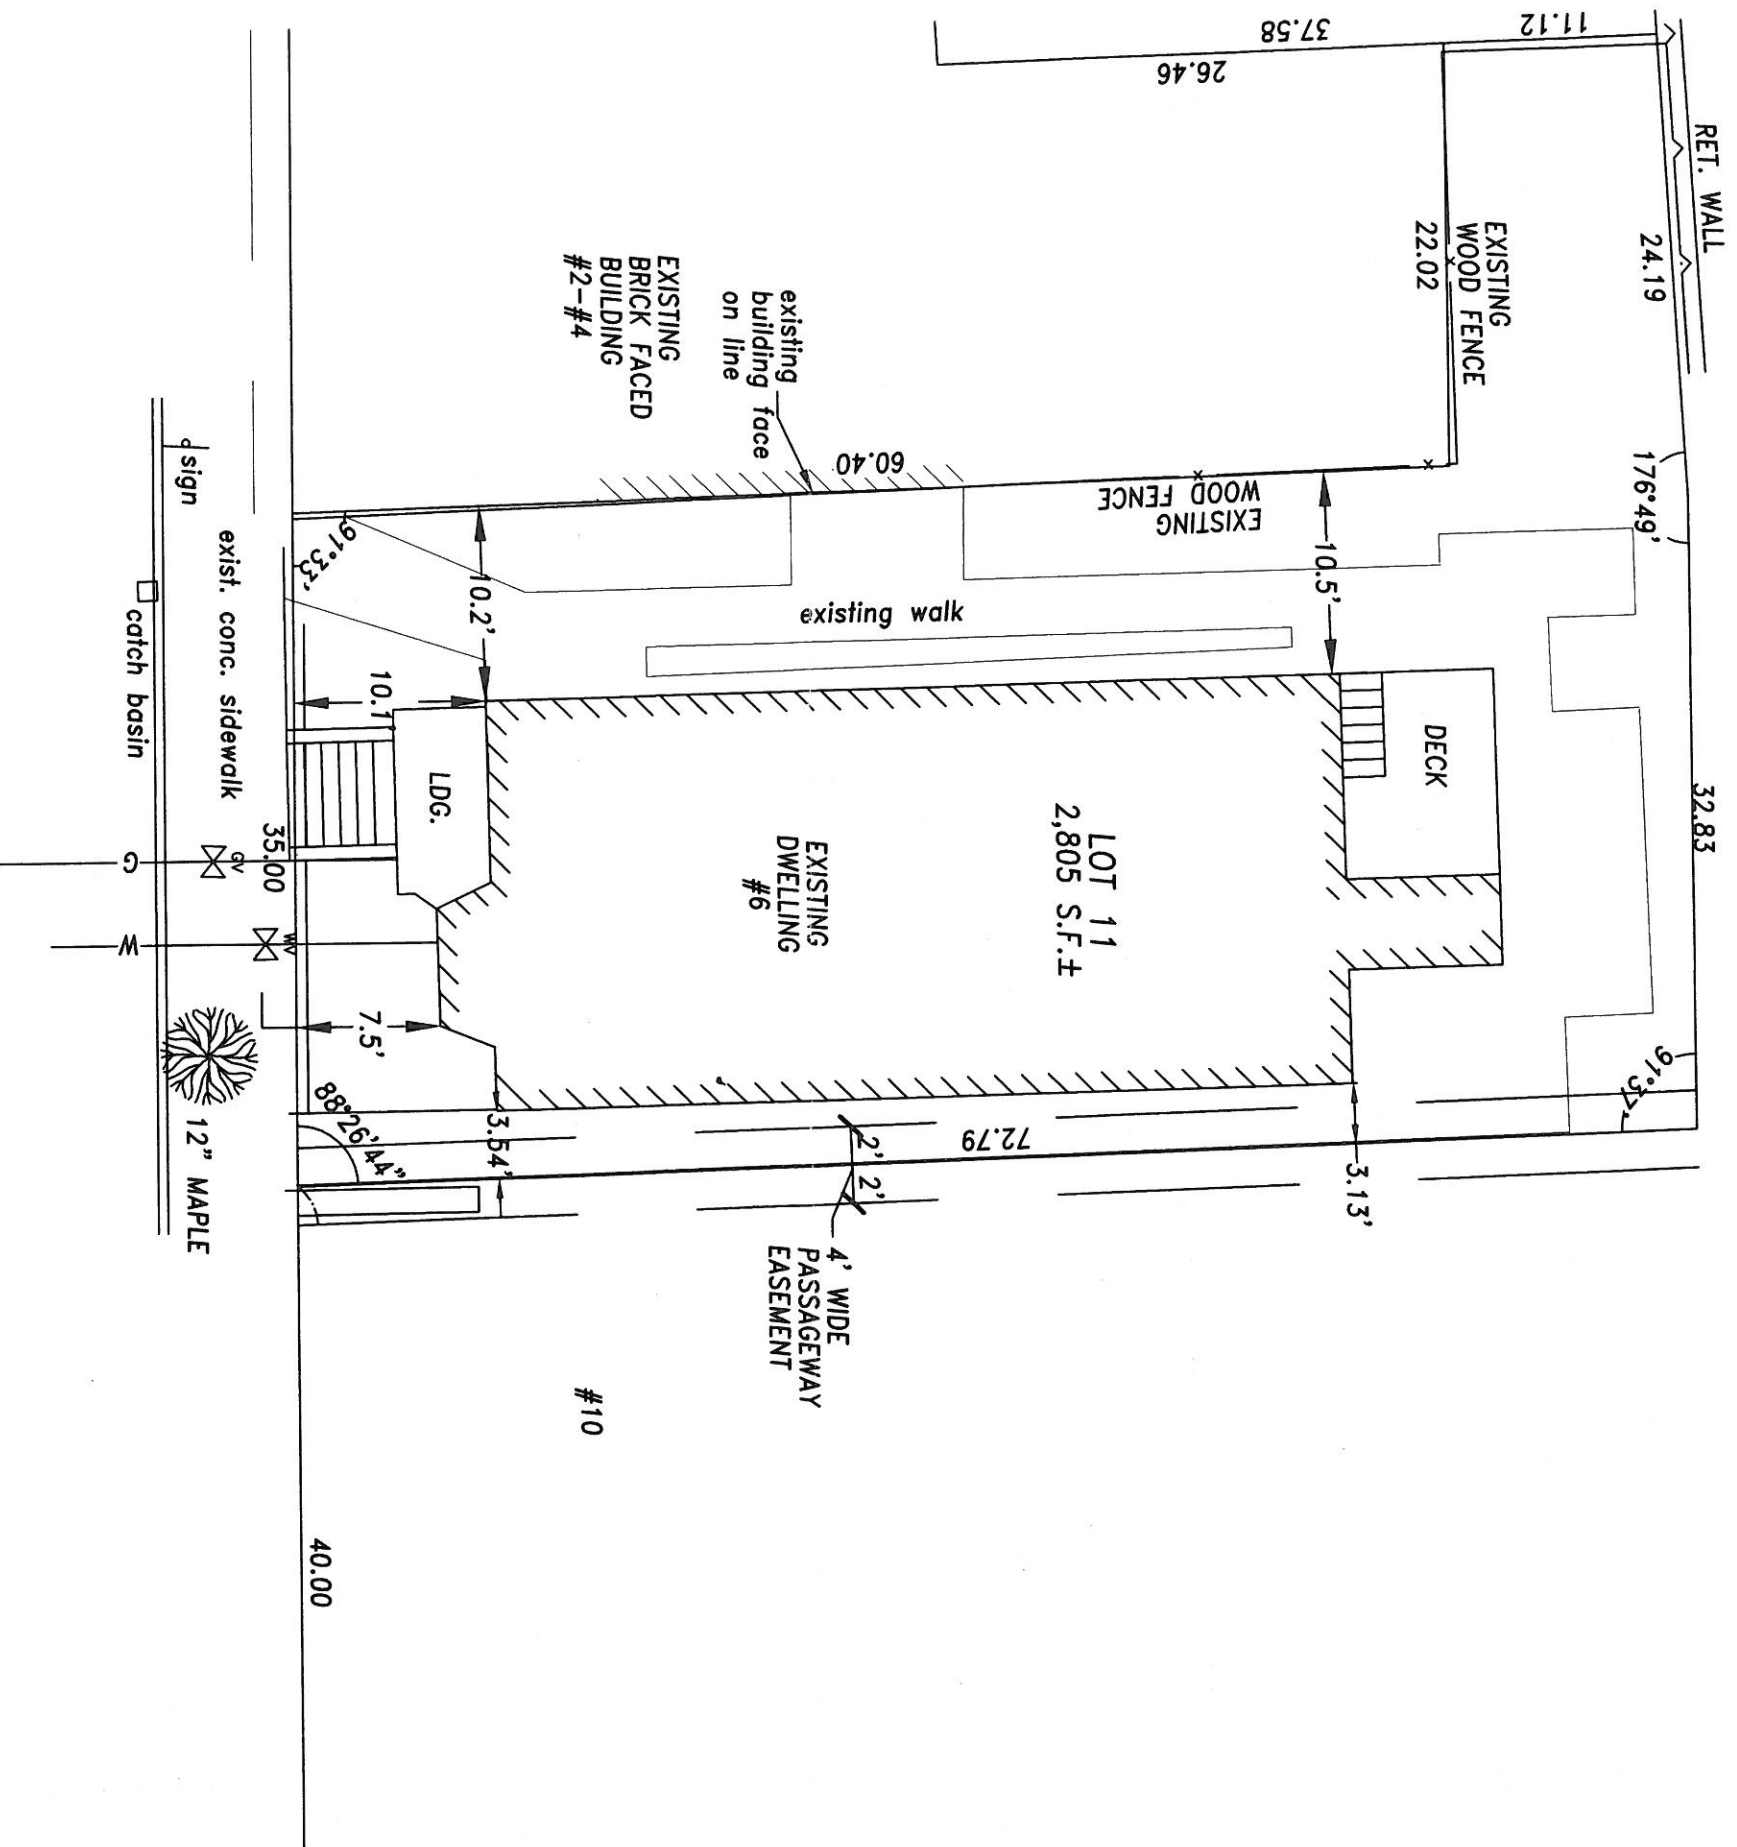 RET. WALL
24.19
11.12
37.58
26.46
EXISTING
WOOD FENCE
22.02
176°49'
32.83
91°37'
existing
building face
on line
EXISTING
BRICK FACED
BUILDING
#2-#4
60.40
EXISTING
WOOD FENCE
10.5'
10.2'
existing walk
DECK
LOT 11
2,805 S.F.±
EXISTING
DWELLING
#6
LDG.
10.1
7.5'
91°33'
88°26'44"
3.54'
3.13'
72.79
2'
2'
4' WIDE
PASSAGEWAY
EASEMENT
#10
35.00
40.00
sign
exist. conc. sidewalk
catch basin
GV
G
WV
W
12" MAPLE